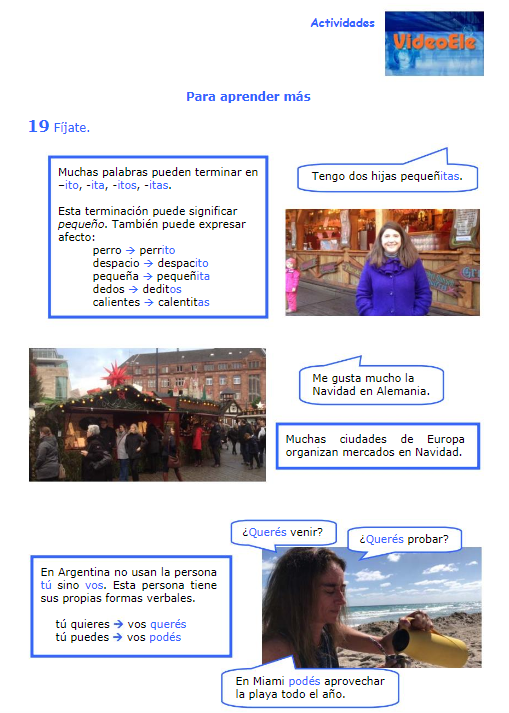 Actividades
VideoEle
Para aprender más
19 Fíjate.
Muchas palabras pueden terminar en
–ito, -ita, -itos, -itas.
Esta terminación puede significar
pequeño. También puede expresar
afecto:
perro → perrito
despacio → despacito
pequeña → pequeñita
dedos → deditos
calientes → calentitas
Tengo dos hijas pequeñitas.
Me gusta mucho la
Navidad en Alemania.
Muchas ciudades de Europa
organizan mercados en Navidad.
¿Querés venir?
¿Querés probar?
En Argentina no usan la persona
tú sino vos. Esta persona tiene
sus propias formas verbales.
tú quieres → vos querés
tú puedes → vos podés
En Miami podés aprovechar
la playa todo el año.